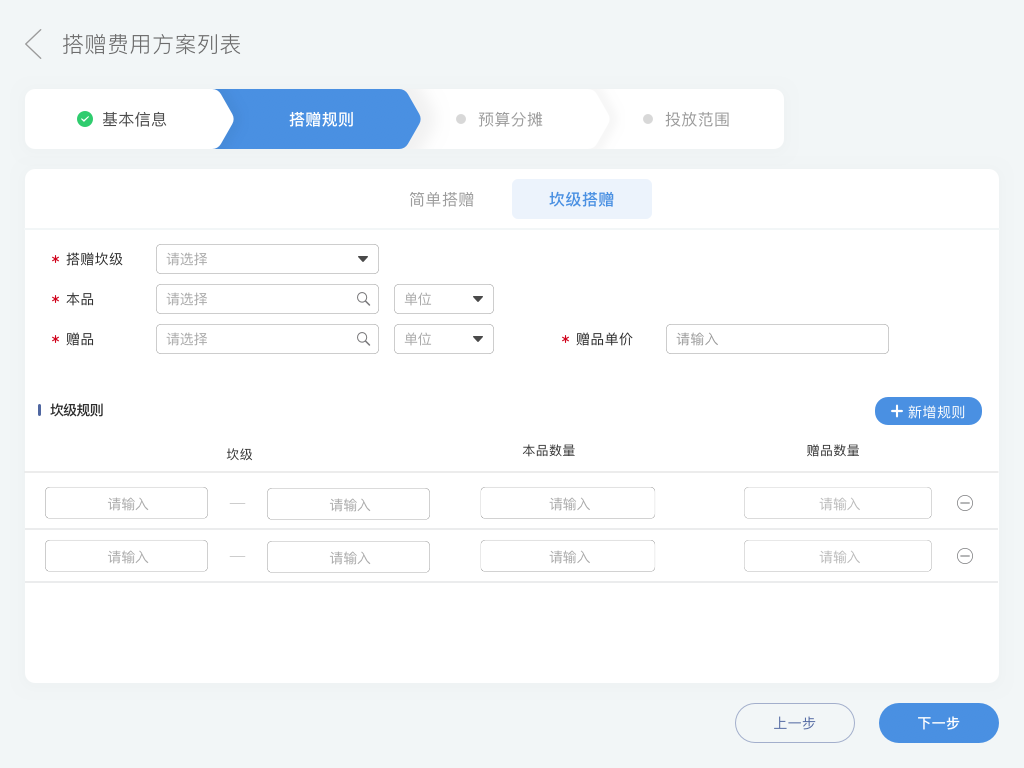 搭赠费用方案列表
基本信息 搭赠规则 预算分摊 投放范围
简单搭赠 坎级搭赠
* 搭赠坎级 请选择
* 本品 请选择 单位
* 赠品 请选择 单位 * 赠品单价 请输入
坎级规则 + 新增规则
坎级 本品数量 赠品数量
请输入 — 请输入 请输入 请输入
请输入 — 请输入 请输入 请输入
上一步 下一步